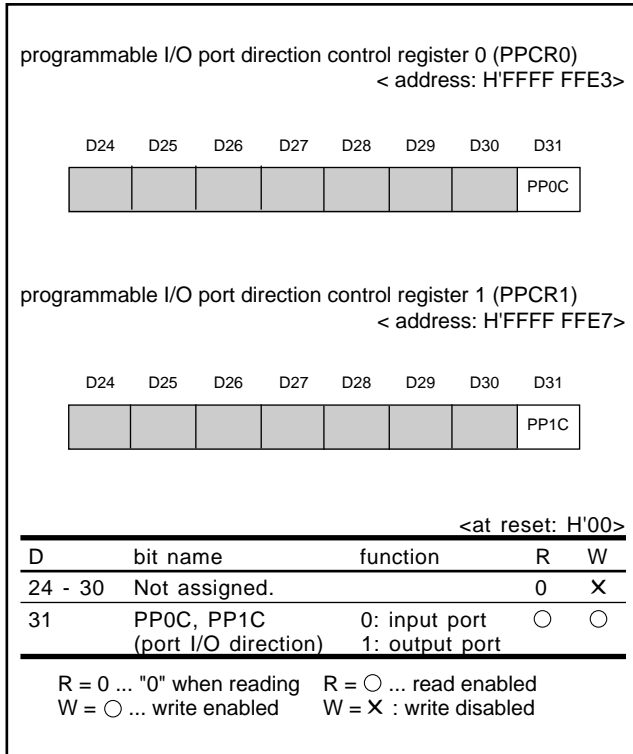 programmable I/O port direction control register 0 (PPCR0)
< address: H'FFFF FFE3>
D24 D25 D26 D27 D28 D29 D30 D31
PP0C
programmable I/O port direction control register 1 (PPCR1)
< address: H'FFFF FFE7>
D24 D25 D26 D27 D28 D29 D30 D31
PP1C
<at reset: H'00>
D bit name function R W
24 - 30 Not assigned. 0 ×
31 PP0C, PP1C 0: input port ○ ○
(port I/O direction) 1: output port
R = 0 ... "0" when reading R = ○ ... read enabled
W = ○ ... write enabled W = × : write disabled